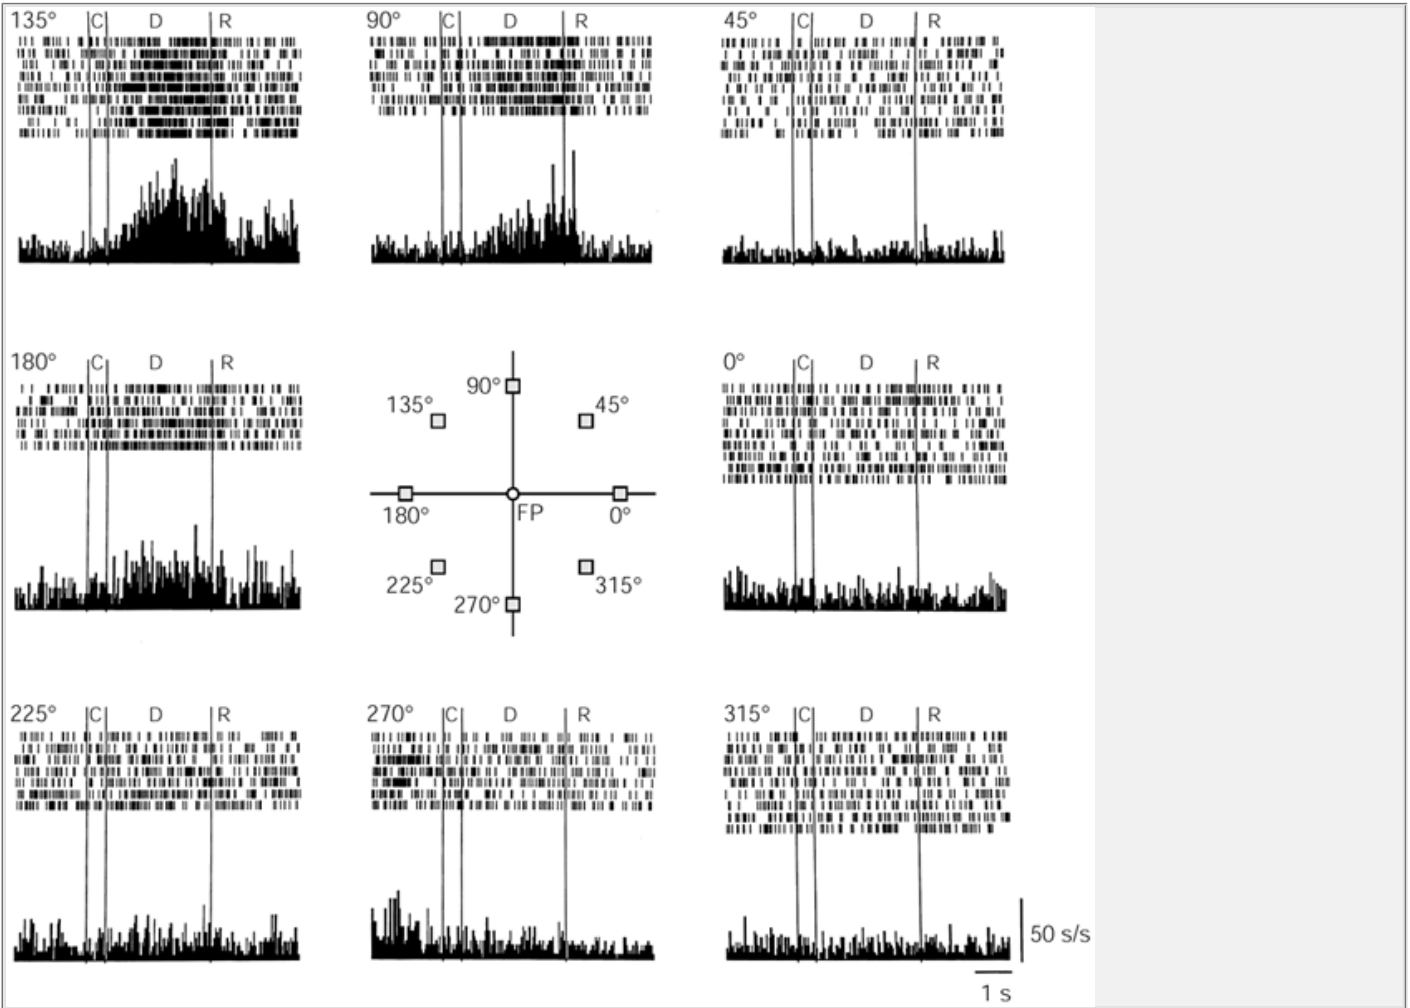 135° C D R
90° C D R
45° C D R
180° C D R
90°
135°
45°
180°
FP
0°
225°
315°
270°
0° C D R
225° C D R
270° C D R
315° C D R
50 s/s
1 s